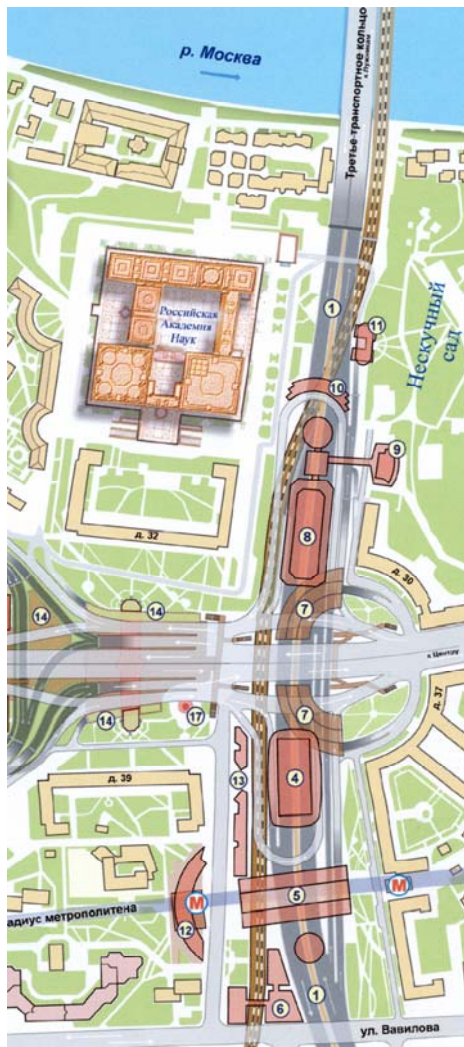 р. Москва
Третье транспортное кольцо
к Лужникам
1
11
Нескучный
сад
Российская
Академия
Наук
10
9
8
д. 32
д. 30
14
14
7
к Центру
14
17
7
д. 37
13
4
д. 39
М
5
М
адиус метрополитена
12
6
1
ул. Вавилова